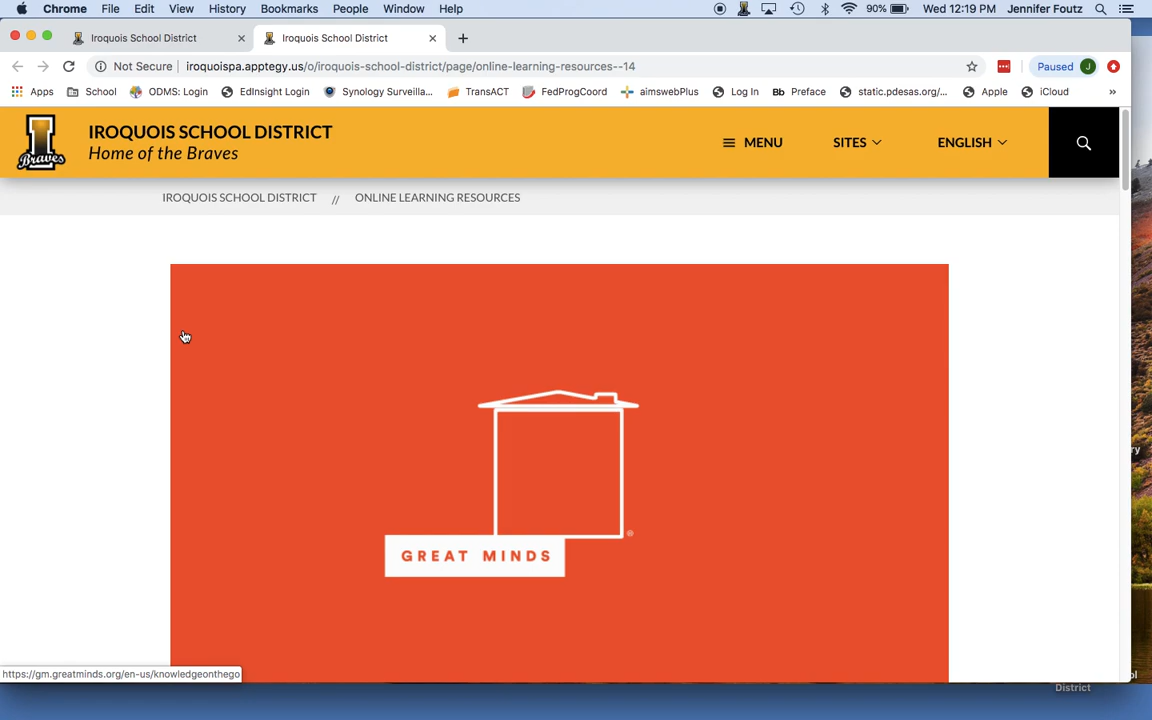 Chrome File Edit View History Bookmarks People Window Help 90% Wed 12:19 PM Jennifer Foutz
Iroquois School District Iroquois School District
Not Secure iroquoispa.apptegy.us/o/iroquois-school-district/page/online-learning-resources--14 Paused J
Apps School ODMS: Login EdInsight Login Synology Surveilla... TransACT FedProgCoord aimswebPlus Log In Bb Preface static.pdesas.org/... Apple iCloud »
I Braves
IROQUOIS SCHOOL DISTRICT
Home of the Braves
MENU SITES ENGLISH
IROQUOIS SCHOOL DISTRICT // ONLINE LEARNING RESOURCES
GREAT MINDS ®
https://gm.greatminds.org/en-us/knowledgeonthego
District